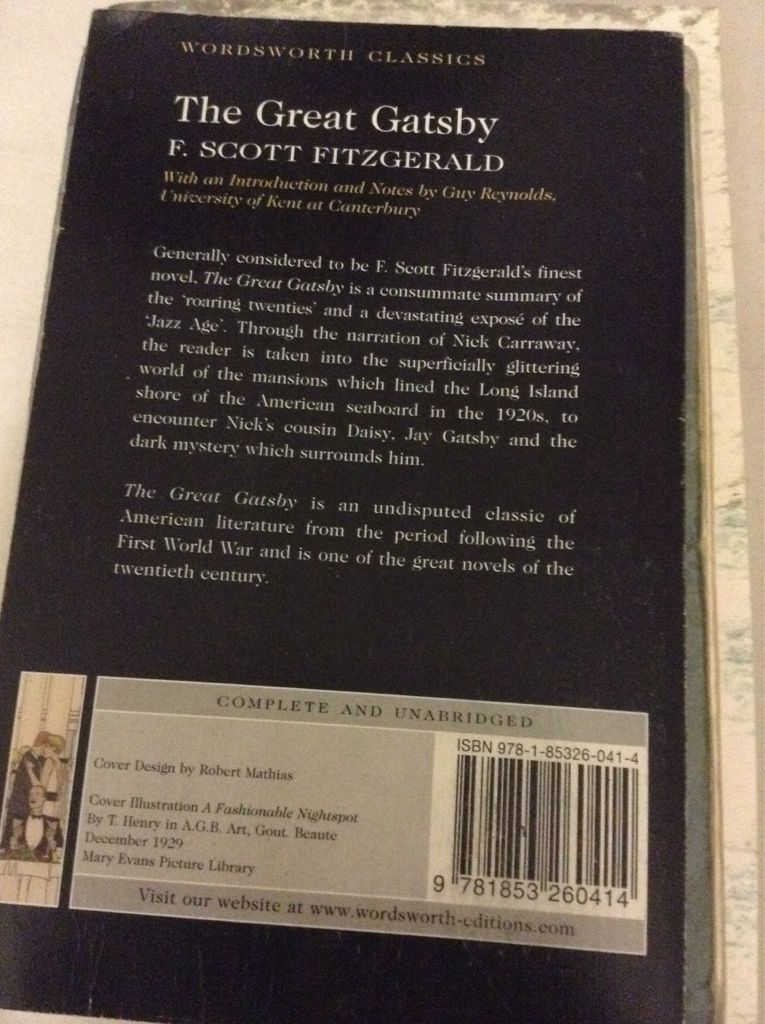 WORDSWORTH CLASSICS
The Great Gatsby
F. SCOTT FITZGERALD
With an Introduction and Notes by Guy Reynolds,
University of Kent at Canterbury
Generally considered to be F. Scott Fitzgerald's finest
novel, The Great Gatsby is a consummate summary of
the 'roaring twenties' and a devastating exposé of the
'Jazz Age'. Through the narration of Nick Carraway,
the reader is taken into the superficially glittering
world of the mansions which lined the Long Island
shore of the American seaboard in the 1920s, to
encounter Nick's cousin Daisy, Jay Gatsby and the
dark mystery which surrounds him.
The Great Gatsby is an undisputed classic of
American literature from the period following the
First World War and is one of the great novels of the
twentieth century.
COMPLETE AND UNABRIDGED
Cover Design by Robert Mathias
Cover Illustration A Fashionable Nightspot
By T. Henry in A.G.B. Art, Gout. Beaute
December 1929
Mary Evans Picture Library
ISBN 978-1-85326-041-4
9 781853 260414
Visit our website at www.wordsworth-editions.com